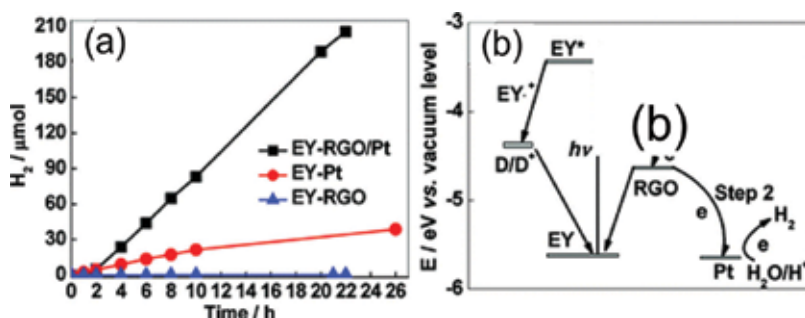 (a)
H₂ / μmol
210
180
150
120
90
60
30
0
EY-RGO/Pt
EY-Pt
EY-RGO
0 2 4 6 8 10 12 14 16 18 20 22 24 26
Time / h
(b)
E / eV vs. vacuum level
-3
-4
-5
-6
EY*
EY·⁺
D/D⁺
hν
(b)
RGO
Step 2
e
H₂
e
EY
Pt
H₂O/H⁺